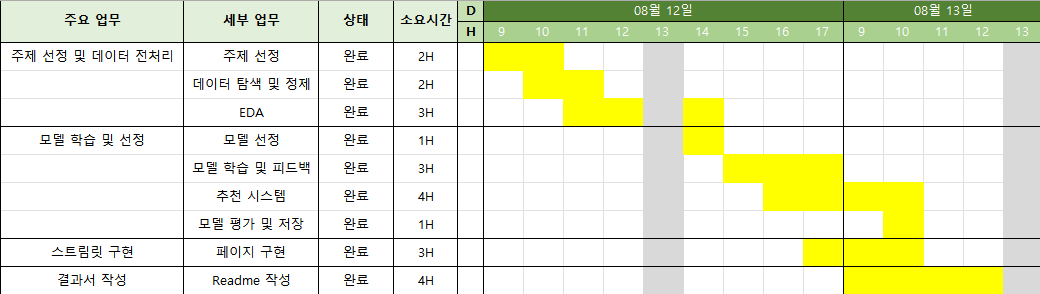 주요 업무 세부 업무 상태 소요시간 D 08월 12일 08월 13일
H 9 10 11 12 13 14 15 16 17 9 10 11 12 13
주제 선정 및 데이터 전처리 주제 선정 완료 2H
데이터 탐색 및 정제 완료 2H
EDA 완료 3H
모델 학습 및 선정 모델 선정 완료 1H
모델 학습 및 피드백 완료 3H
추천 시스템 완료 4H
모델 평가 및 저장 완료 1H
스트림릿 구현 페이지 구현 완료 3H
결과서 작성 Readme 작성 완료 4H